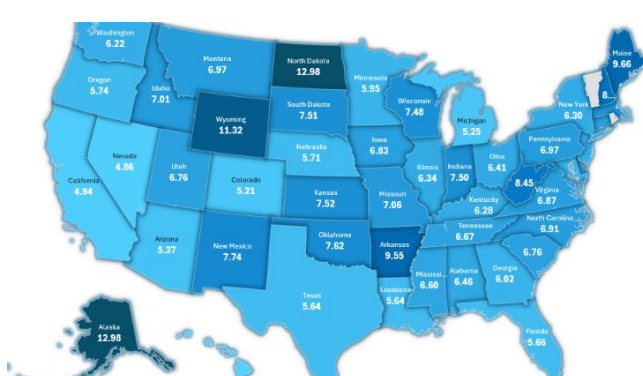 Washington
6.22
Oregon
5.74
Idaho
7.01
Montana
6.97
North Dakota
12.98
Minnesota
5.95
Wisconsin
7.48
Michigan
5.25
Maine
9.66
8...
New York
6.30
Wyoming
11.32
South Dakota
7.51
Nebraska
5.71
Iowa
6.83
Illinois
6.34
Indiana
7.50
Ohio
6.41
Pennsylvania
6.97
California
4.94
Nevada
4.86
Utah
6.76
Colorado
5.21
Kansas
7.52
Missouri
7.06
Kentucky
6.28
8.45
Virginia
6.87
North Carolina
6.91
Tennessee
6.67
6.76
Arizona
5.37
New Mexico
7.74
Oklahoma
7.62
Arkansas
9.55
Mississi...
6.60
Alabama
6.46
Georgia
6.02
Texas
5.64
Louisiana
5.64
Florida
5.66
Alaska
12.98